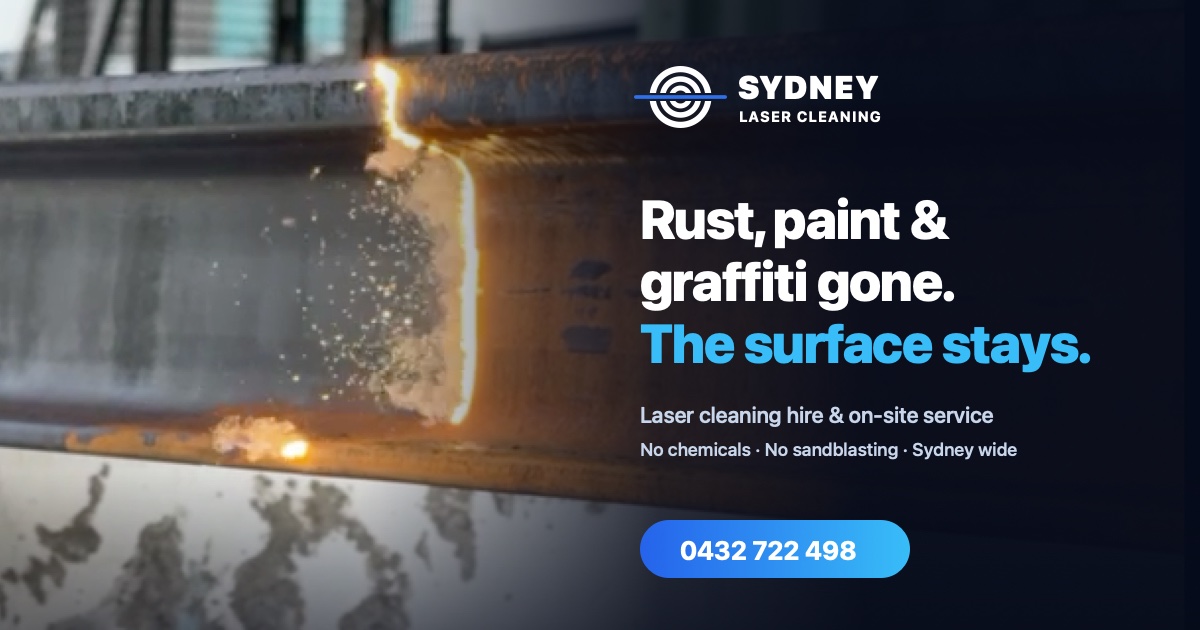 SYDNEY
LASER CLEANING
Rust, paint &
graffiti gone.
The surface stays.
Laser cleaning hire & on-site service
No chemicals · No sandblasting · Sydney wide
0432 722 498